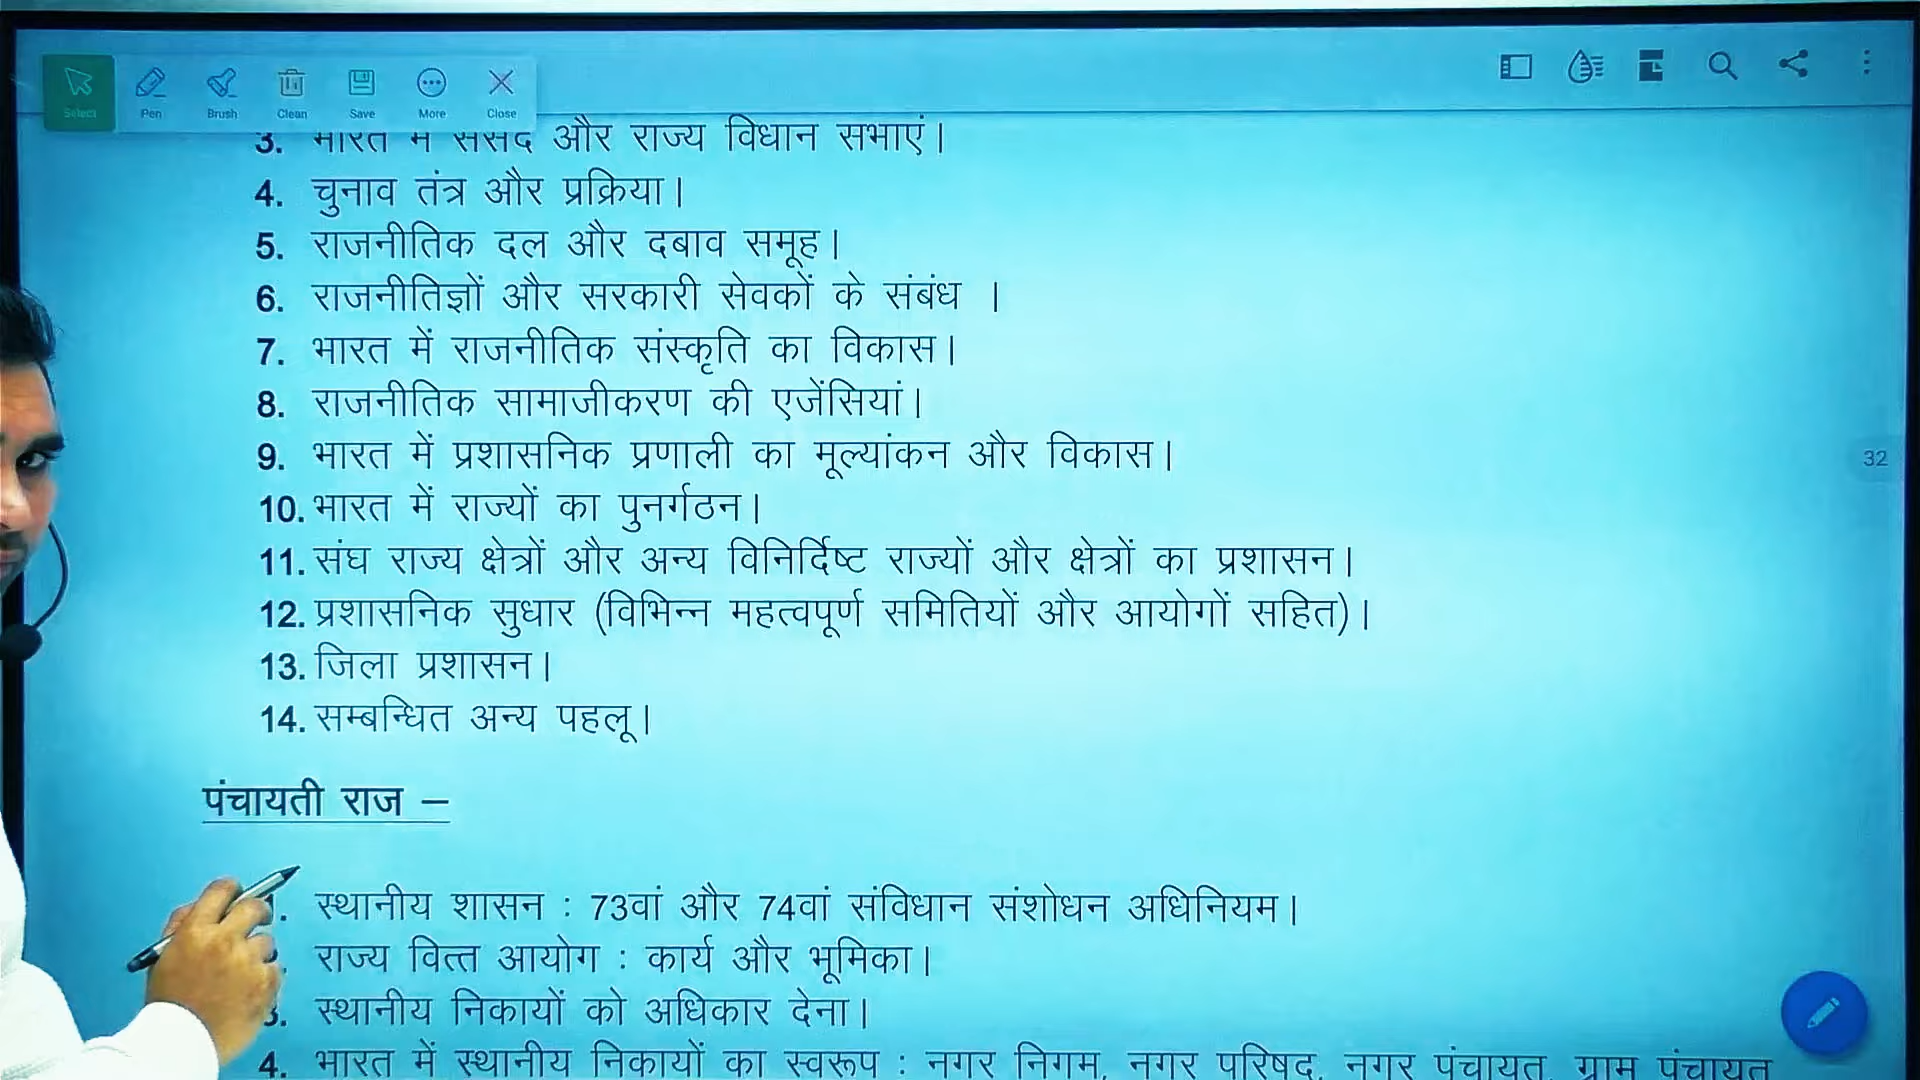 Select Pen Brush Clean Save More Close
3. भारत में संसद और राज्य विधान सभाएं।
4. चुनाव तंत्र और प्रक्रिया।
5. राजनीतिक दल और दबाव समूह।
6. राजनीतिज्ञों और सरकारी सेवकों के संबंध ।
7. भारत में राजनीतिक संस्कृति का विकास।
8. राजनीतिक सामाजीकरण की एजेंसियां।
9. भारत में प्रशासनिक प्रणाली का मूल्यांकन और विकास।
32
10. भारत में राज्यों का पुनर्गठन।
11. संघ राज्य क्षेत्रों और अन्य विनिर्दिष्ट राज्यों और क्षेत्रों का प्रशासन।
12. प्रशासनिक सुधार (विभिन्न महत्वपूर्ण समितियों और आयोगों सहित)।
13. जिला प्रशासन।
14. सम्बन्धित अन्य पहलू।
पंचायती राज –
स्थानीय शासन : 73वां और 74वां संविधान संशोधन अधिनियम।
राज्य वित्त आयोग : कार्य और भूमिका।
3. स्थानीय निकायों को अधिकार देना।
4. भारत में स्थानीय निकायों का स्वरूप : नगर निगम, नगर परिषद, नगर पंचायत, ग्राम पंचायत